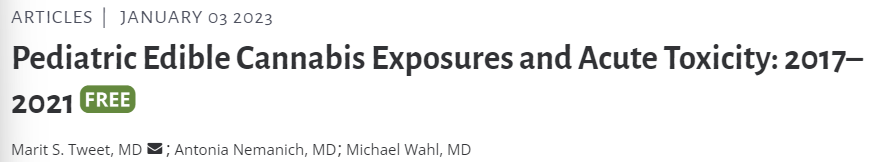 ARTICLES | JANUARY 03 2023
Pediatric Edible Cannabis Exposures and Acute Toxicity: 2017–
2021 FREE
Marit S. Tweet, MD ; Antonia Nemanich, MD; Michael Wahl, MD